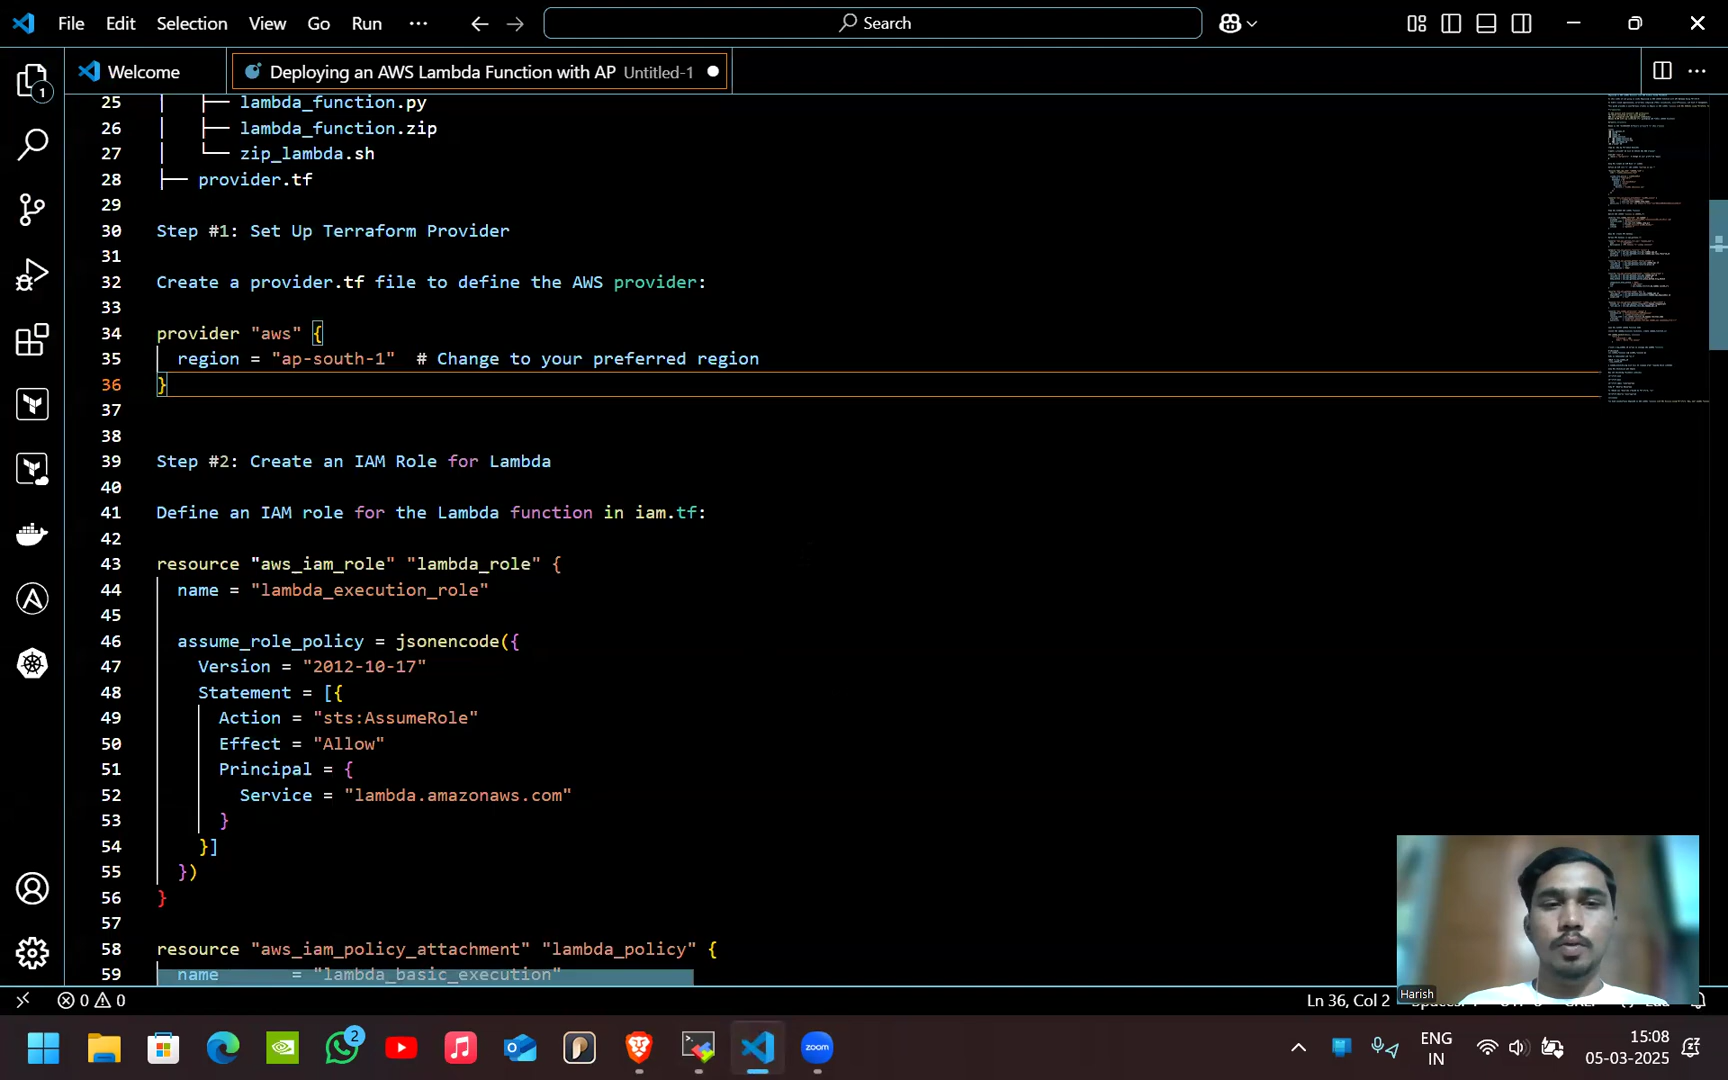 File Edit Selection View Go Run ··· Search
Welcome Deploying an AWS Lambda Function with AP Untitled-1
25 lambda_function.py
26 lambda_function.zip
27 zip_lambda.sh
28 provider.tf
29
30 Step #1: Set Up Terraform Provider
31
32 Create a provider.tf file to define the AWS provider:
33
34 provider "aws" {
35 region = "ap-south-1" # Change to your preferred region
36 }
37
38
39 Step #2: Create an IAM Role for Lambda
40
41 Define an IAM role for the Lambda function in iam.tf:
42
43 resource "aws_iam_role" "lambda_role" {
44 name = "lambda_execution_role"
45
46 assume_role_policy = jsonencode({
47 Version = "2012-10-17"
48 Statement = [{
49 Action = "sts:AssumeRole"
50 Effect = "Allow"
51 Principal = {
52 Service = "lambda.amazonaws.com"
53 }
54 }]
55 })
56 }
57
58 resource "aws_iam_policy_attachment" "lambda_policy" {
59 name = "lambda_basic_execution"
1
Harish
0 0 Ln 36, Col 2
2
zoom
ENG
IN
15:08
05-03-2025